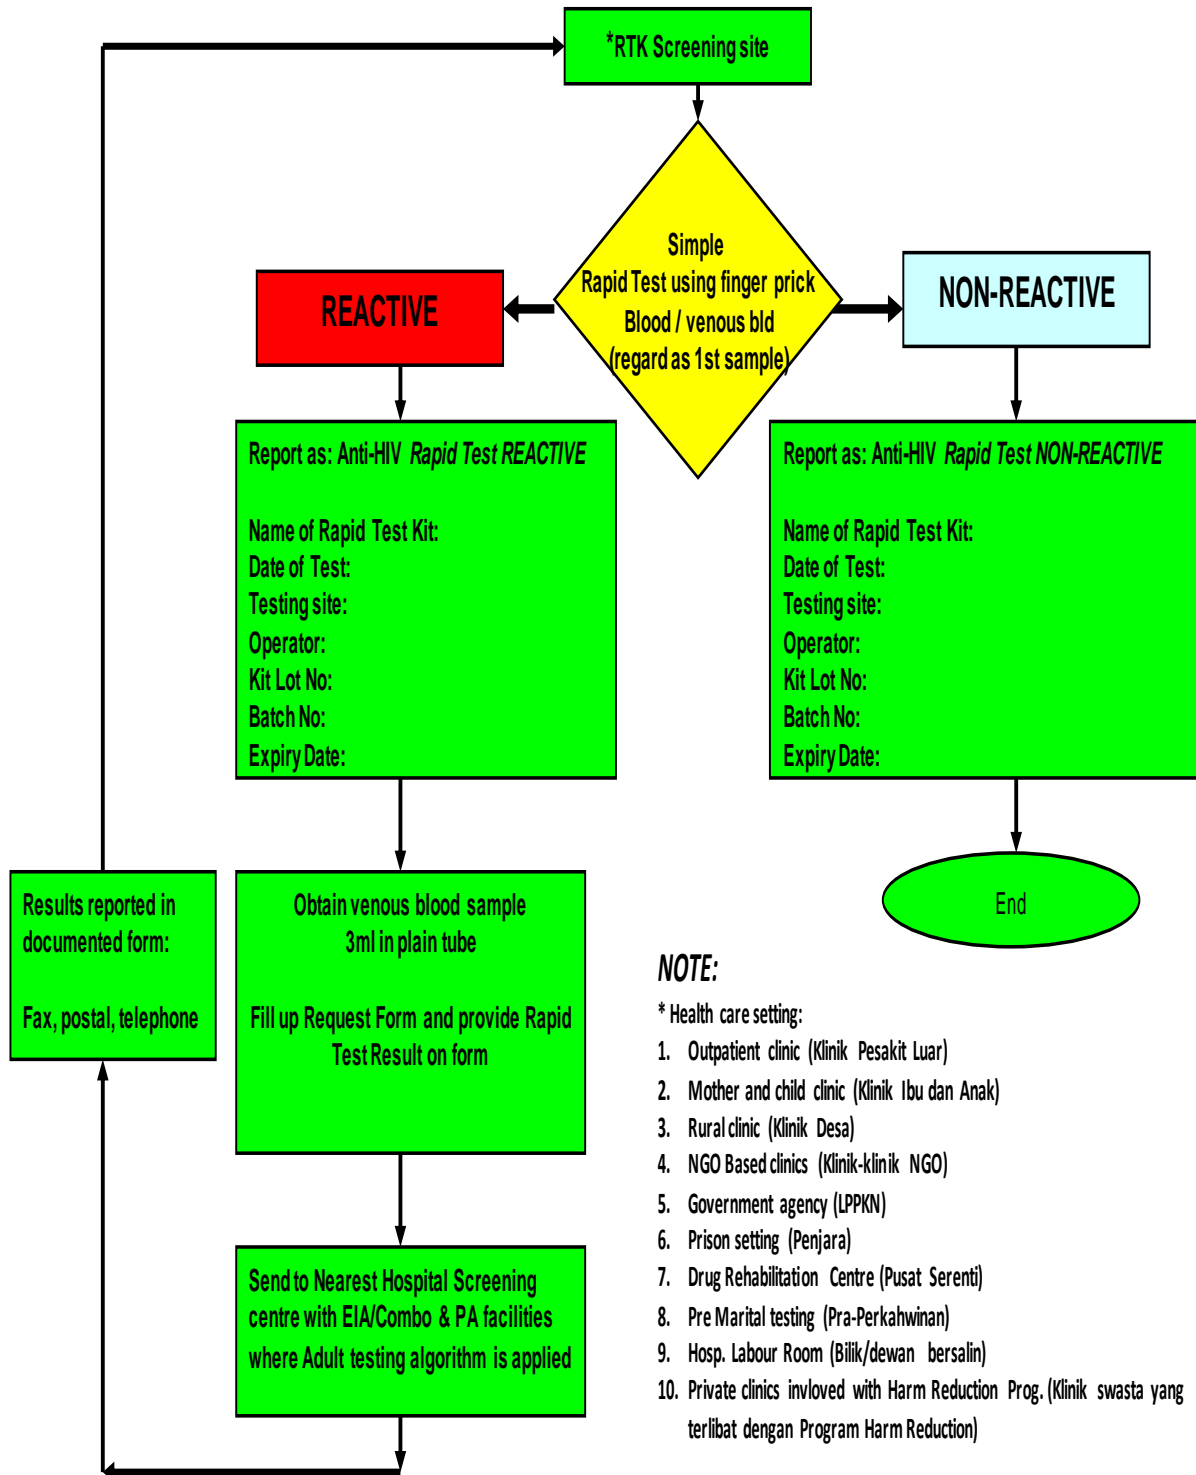 *RTK Screening site
Simple
Rapid Test using finger prick
Blood / venous bld
(regard as 1st sample)
REACTIVE
NON-REACTIVE
Report as: Anti-HIV Rapid Test REACTIVE
Name of Rapid Test Kit:
Date of Test:
Testing site:
Operator:
Kit Lot No:
Batch No:
Expiry Date:
Report as: Anti-HIV Rapid Test NON-REACTIVE
Name of Rapid Test Kit:
Date of Test:
Testing site:
Operator:
Kit Lot No:
Batch No:
Expiry Date:
Results reported in
documented form:
Fax, postal, telephone
Obtain venous blood sample
3ml in plain tube
Fill up Request Form and provide Rapid
Test Result on form
End
Send to Nearest Hospital Screening
centre with EIA/Combo & PA facilities
where Adult testing algorithm is applied
NOTE:
* Health care setting:
1. Outpatient clinic (Klinik Pesakit Luar)
2. Mother and child clinic (Klinik Ibu dan Anak)
3. Rural clinic (Klinik Desa)
4. NGO Based clinics (Klinik-klinik NGO)
5. Government agency (LPPKN)
6. Prison setting (Penjara)
7. Drug Rehabilitation Centre (Pusat Serenti)
8. Pre Marital testing (Pra-Perkahwinan)
9. Hosp. Labour Room (Bilik/dewan bersalin)
10. Private clinics invloved with Harm Reduction Prog. (Klinik swasta yang
terlibat dengan Program Harm Reduction)